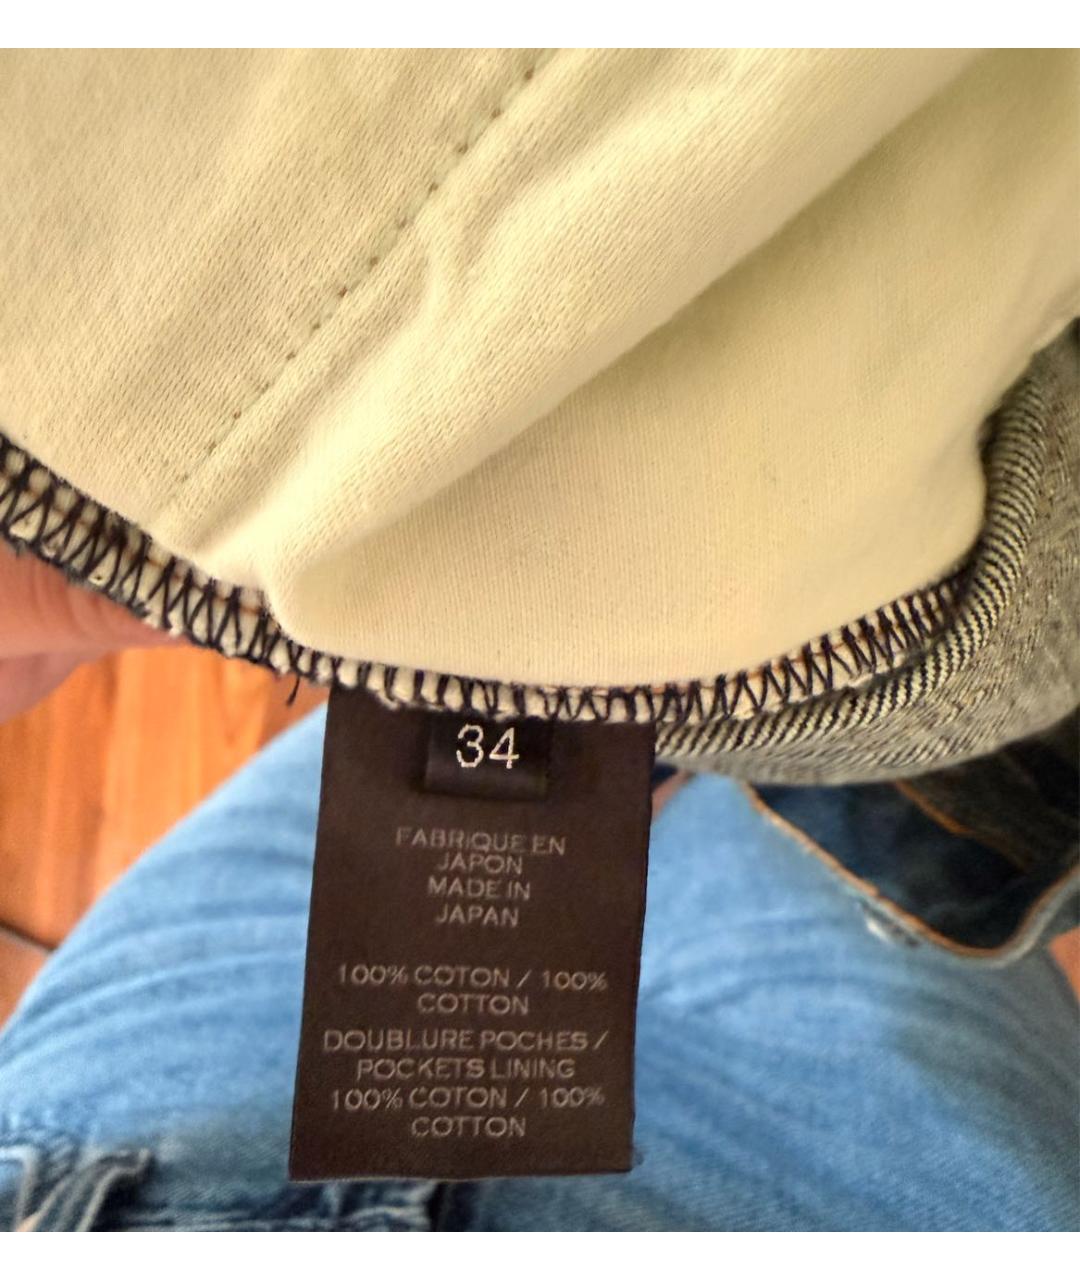 34
FABRIQUE EN
JAPON
MADE IN
JAPAN
100% COTON / 100%
COTTON
DOUBLURE POCHES /
POCKETS LINING
100% COTON / 100%
COTTON